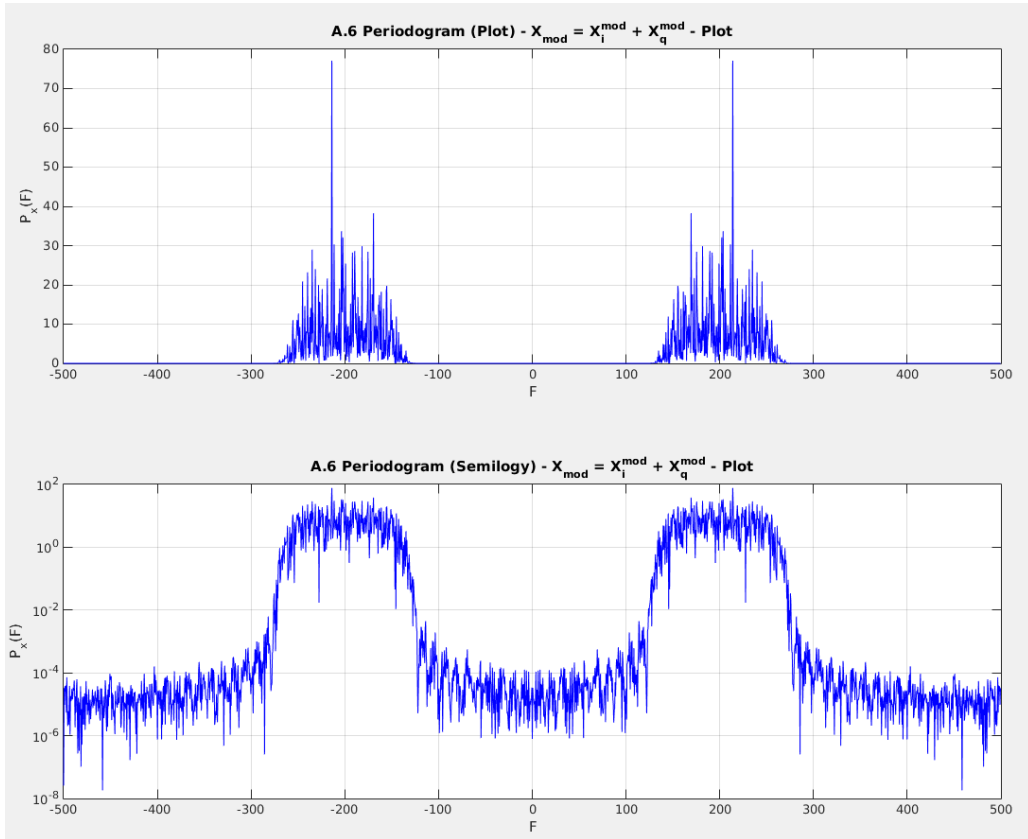 A.6 Periodogram (Plot) - X_mod = X_i^mod + X_q^mod - Plot
80
70
60
50
40
30
20
10
0
P_x(F)
-500 -400 -300 -200 -100 0 100 200 300 400 500
F
A.6 Periodogram (Semilogy) - X_mod = X_i^mod + X_q^mod - Plot
10^2
10^0
10^-2
10^-4
10^-6
10^-8
P_x(F)
-500 -400 -300 -200 -100 0 100 200 300 400 500
F